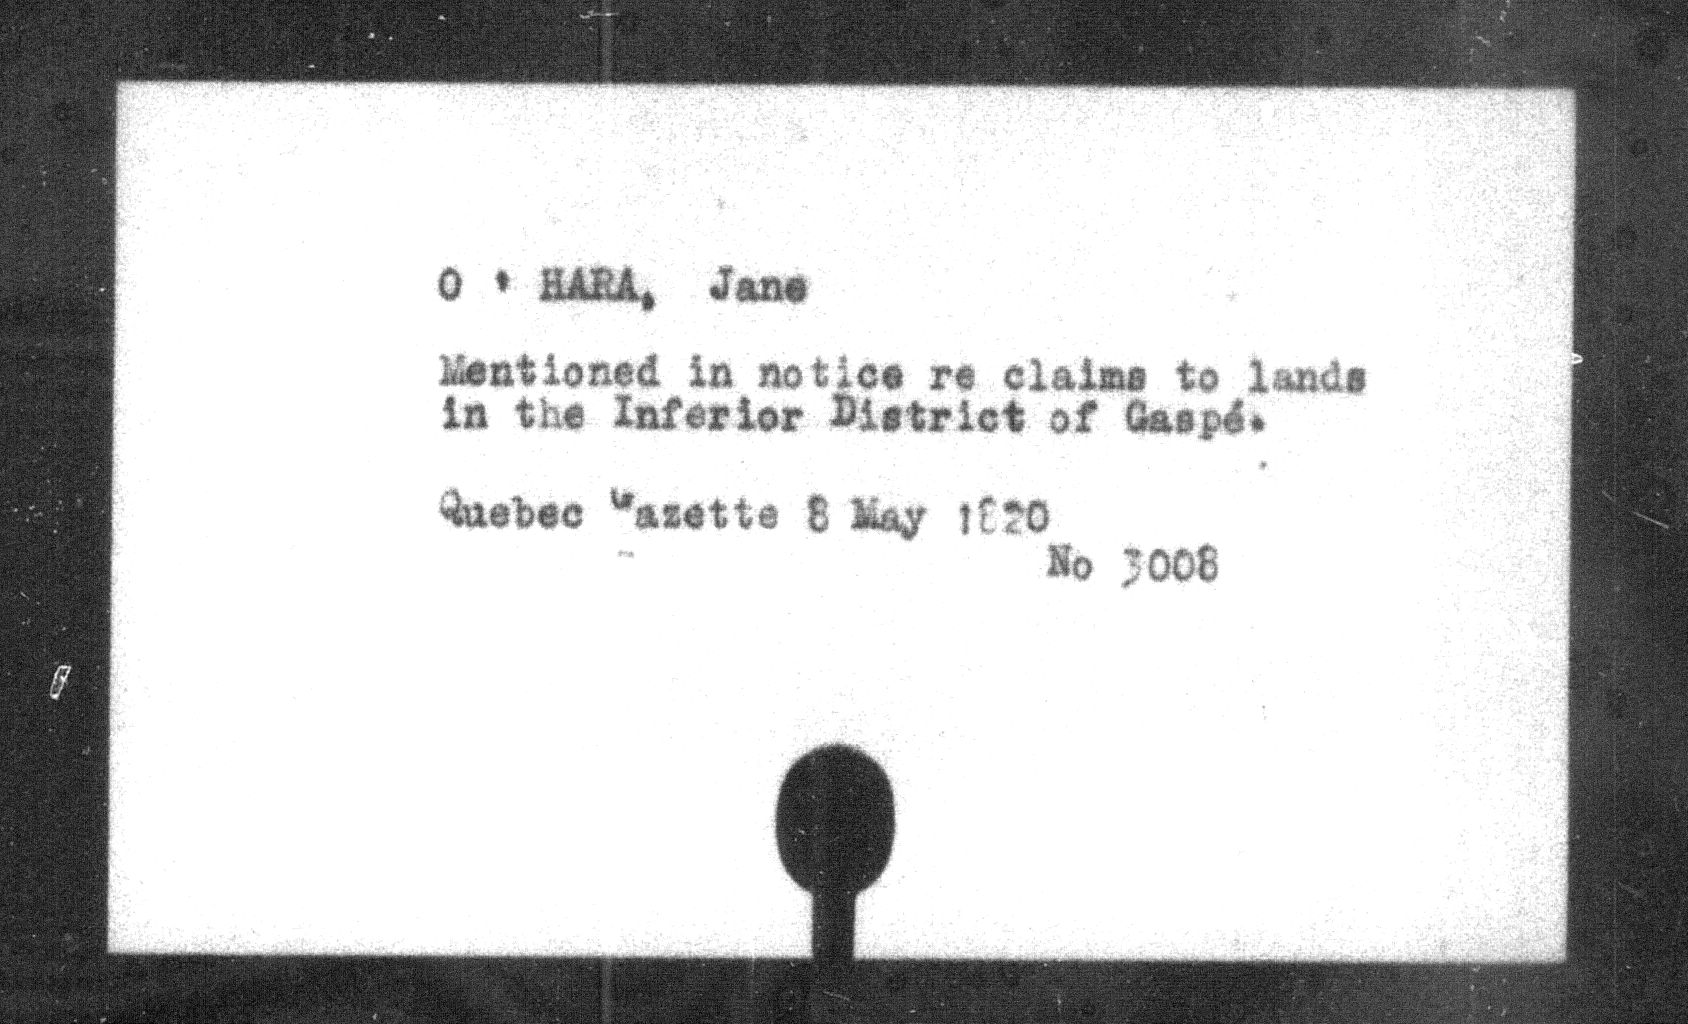 O ' HARA, Jane
Mentioned in notice re claims to lands
in the Inferior District of Gaspé.
Quebec Gazette 8 May 1820
No 3008